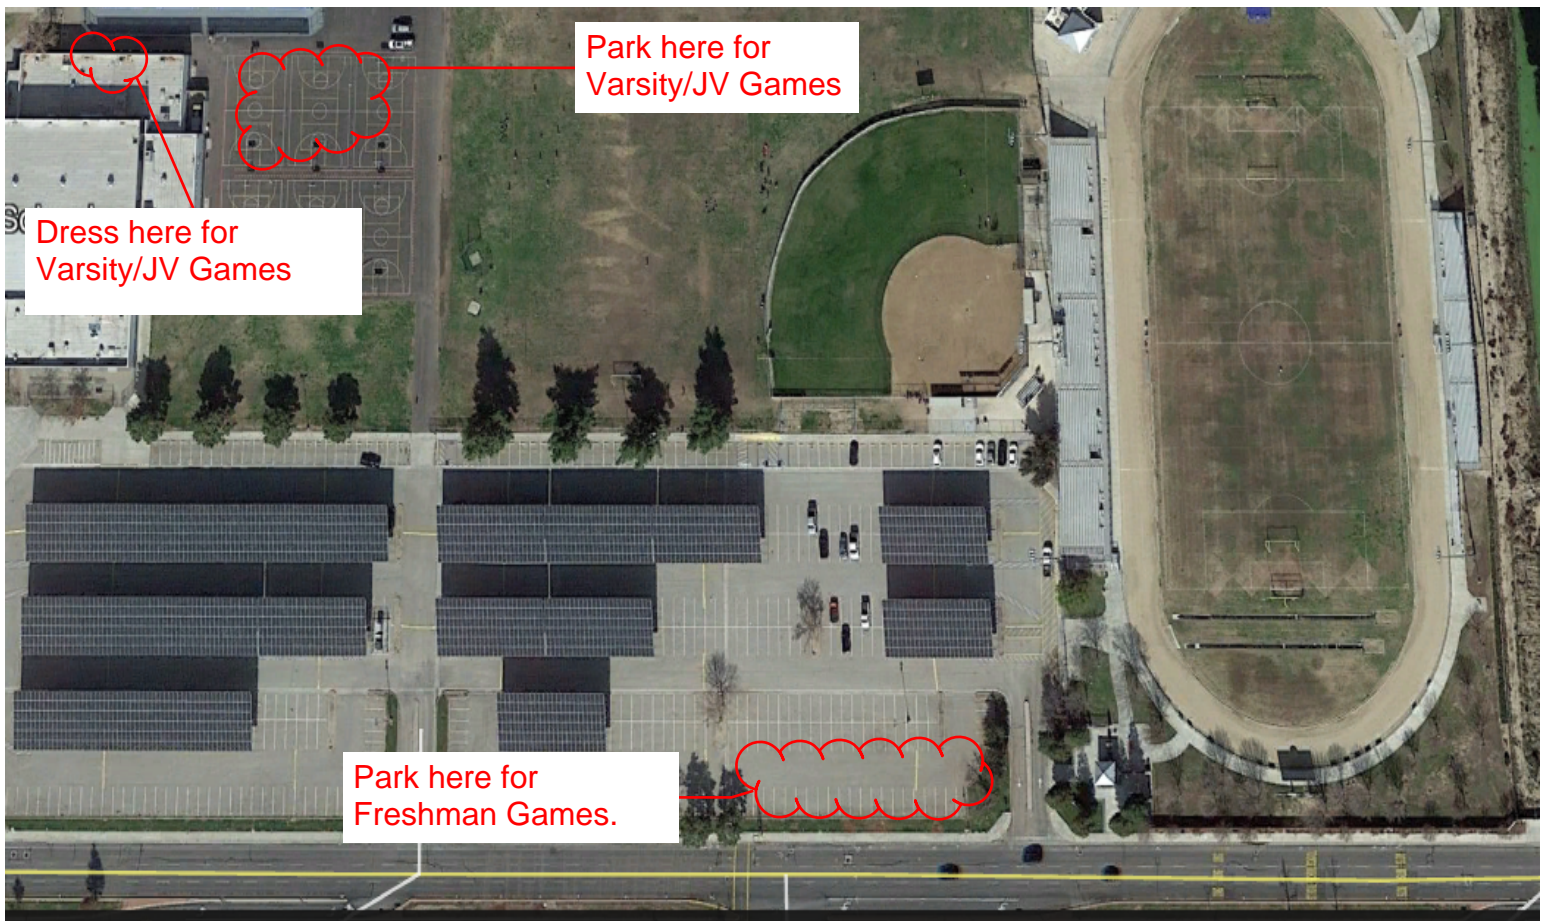 Park here for
Varsity/JV Games
Dress here for
Varsity/JV Games
Park here for
Freshman Games.